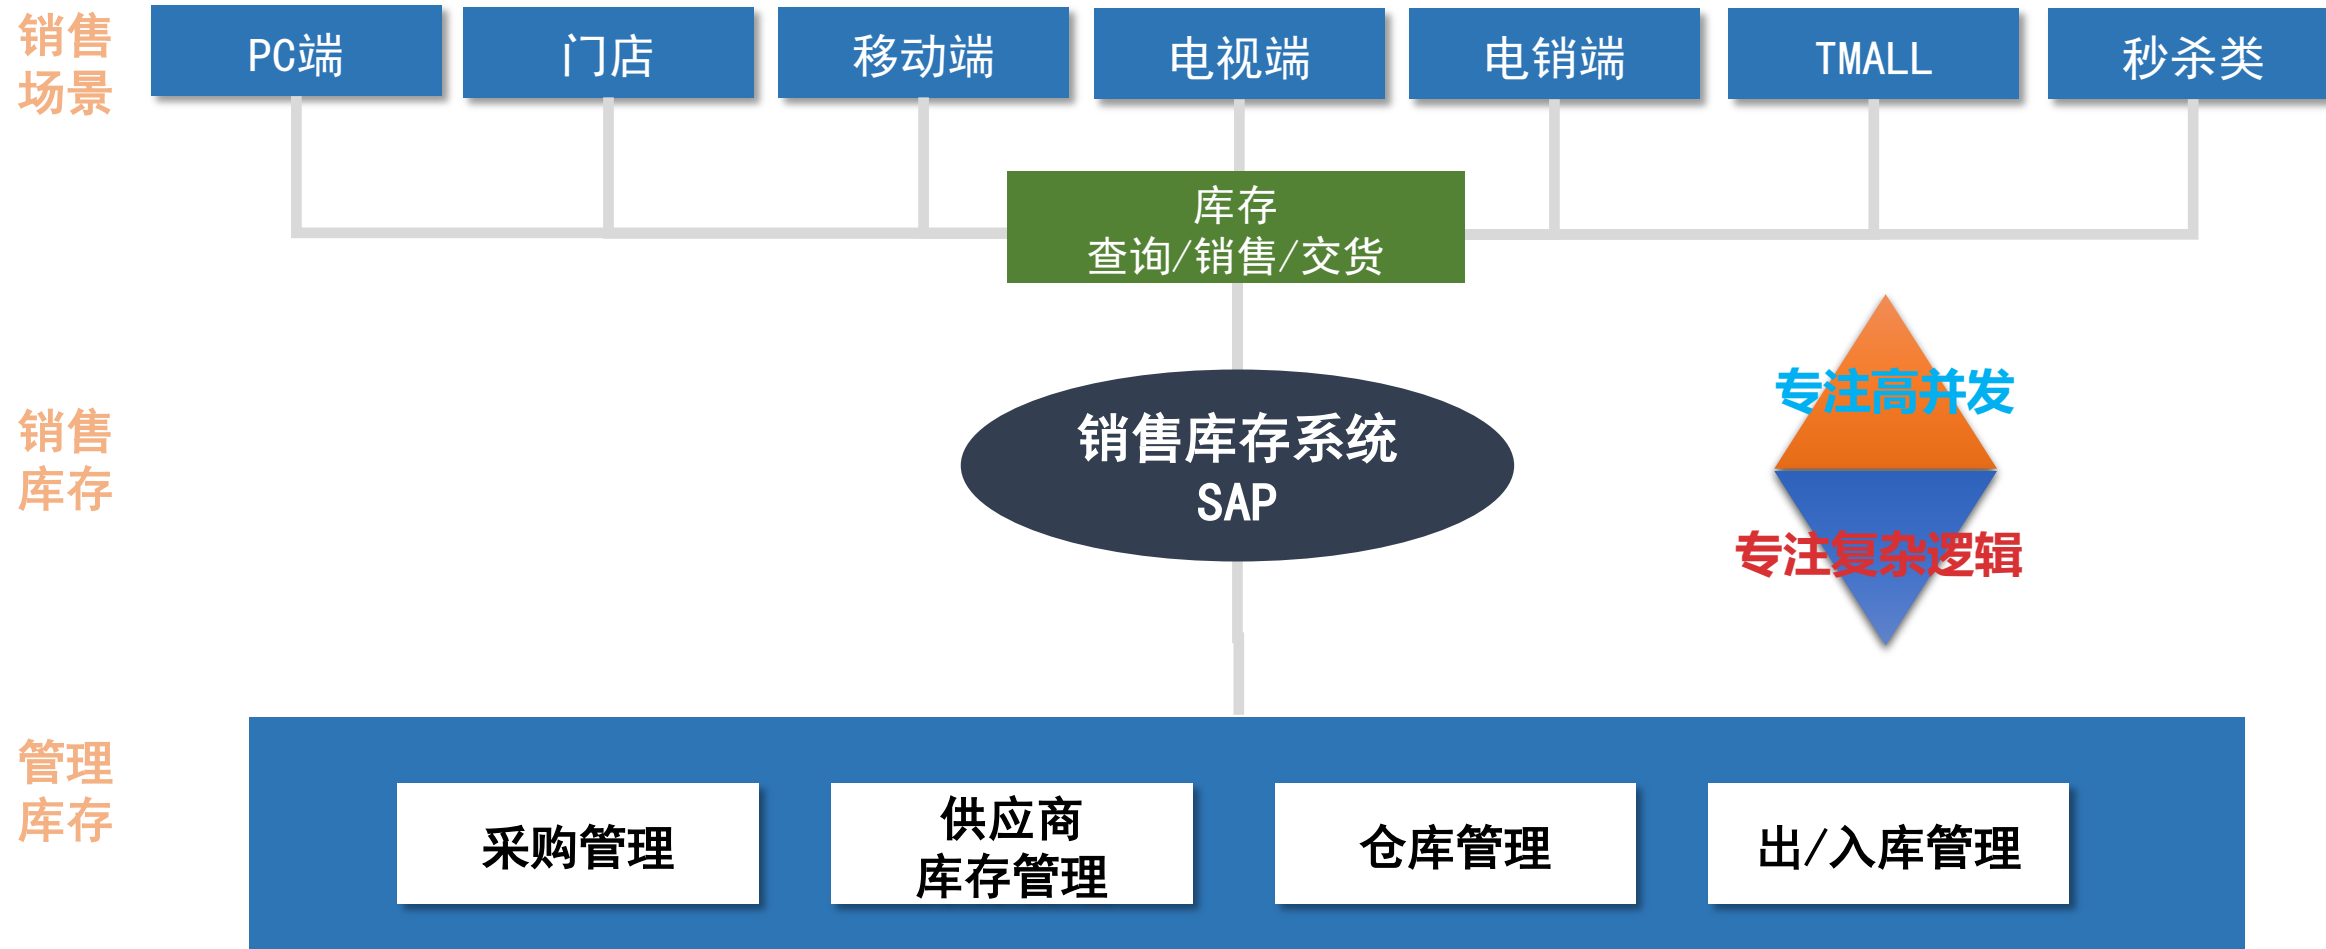 销售
场景
PC端
门店
移动端
电视端
电销端
TMALL
秒杀类
库存
查询/销售/交货
销售
库存
销售库存系统
SAP
专注高并发
专注复杂逻辑
管理
库存
采购管理
供应商
库存管理
仓库管理
出/入库管理